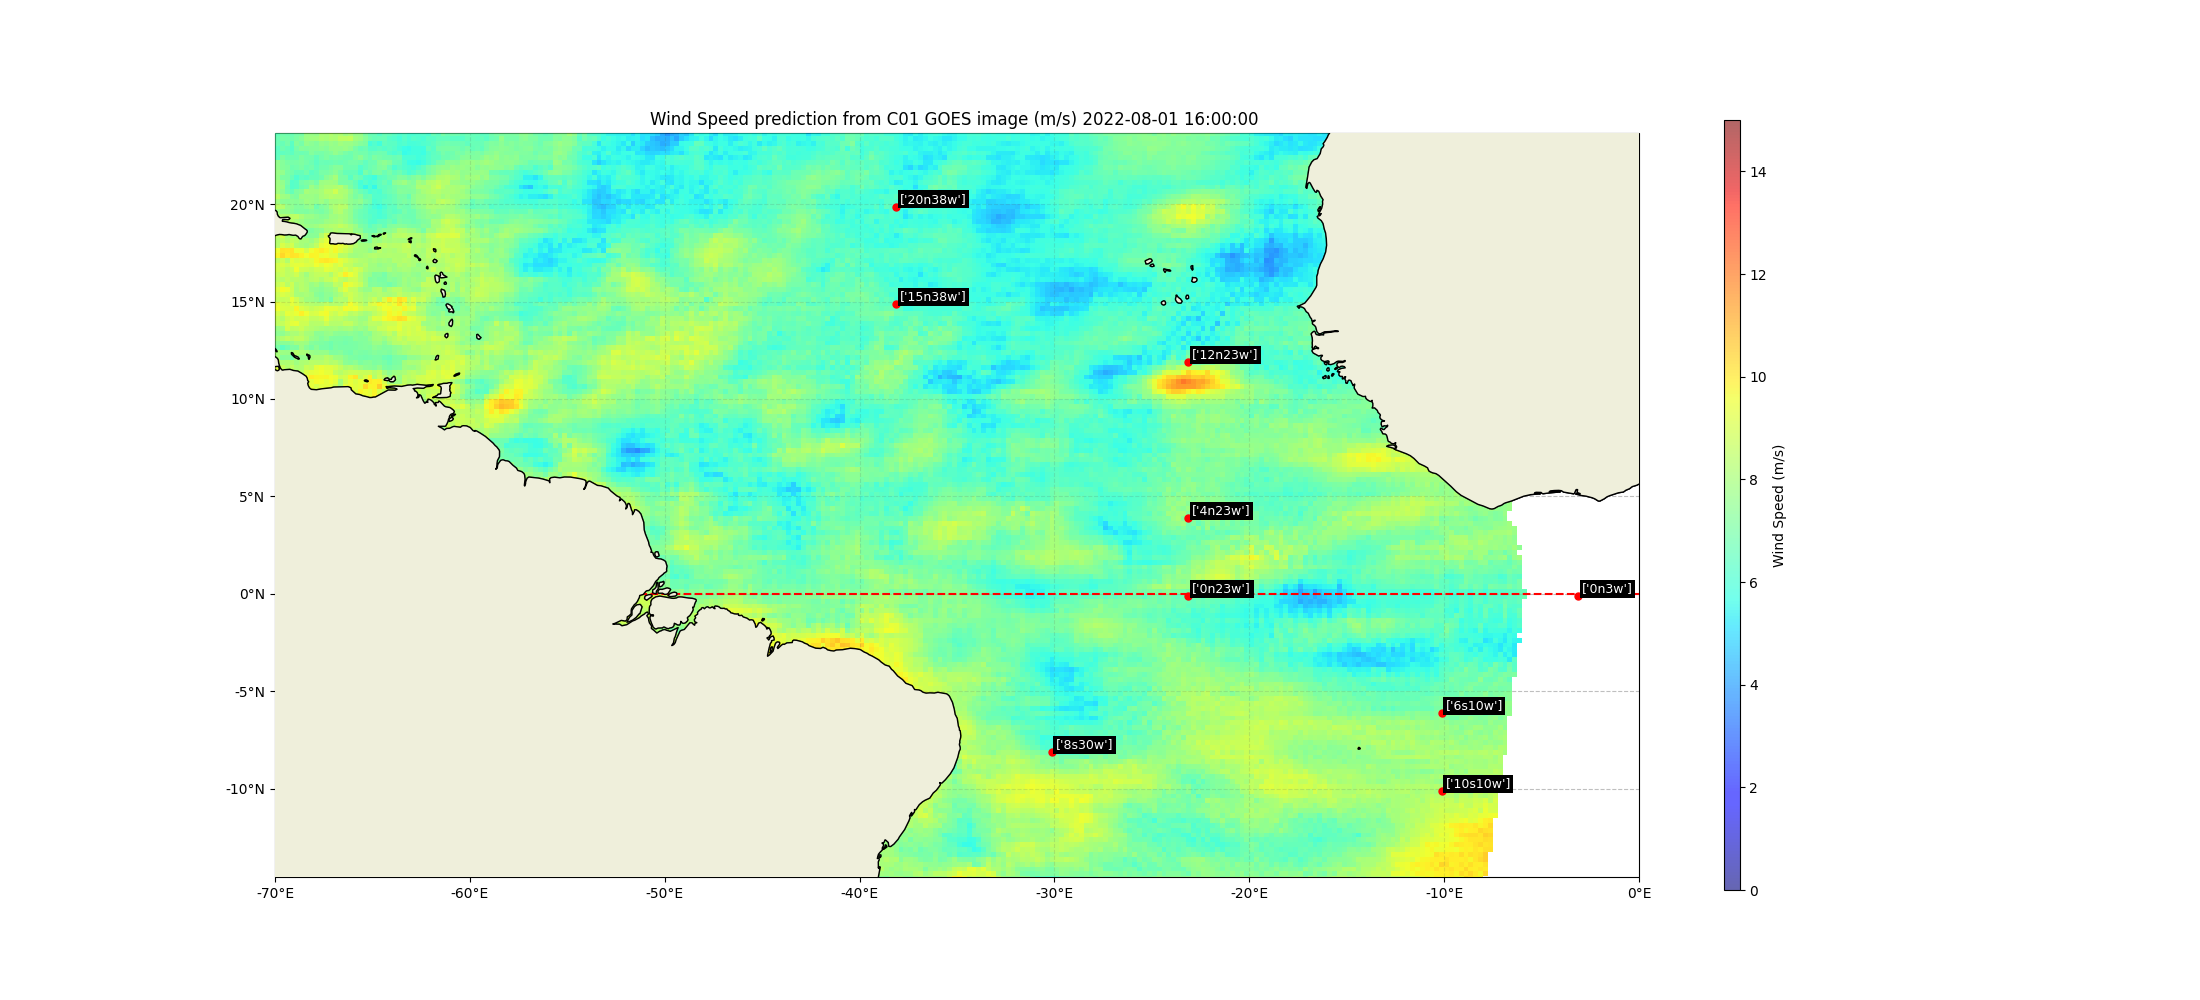 Wind Speed prediction from C01 GOES image (m/s) 2022-08-01 16:00:00
20°N
15°N
10°N
5°N
0°N
-5°N
-10°N
-70°E
-60°E
-50°E
-40°E
-30°E
-20°E
-10°E
0°E
['20n38w']
['15n38w']
['12n23w']
['4n23w']
['0n23w']
['0n3w']
['6s10w']
['8s30w']
['10s10w']
14
12
10
8
6
4
2
0
Wind Speed (m/s)